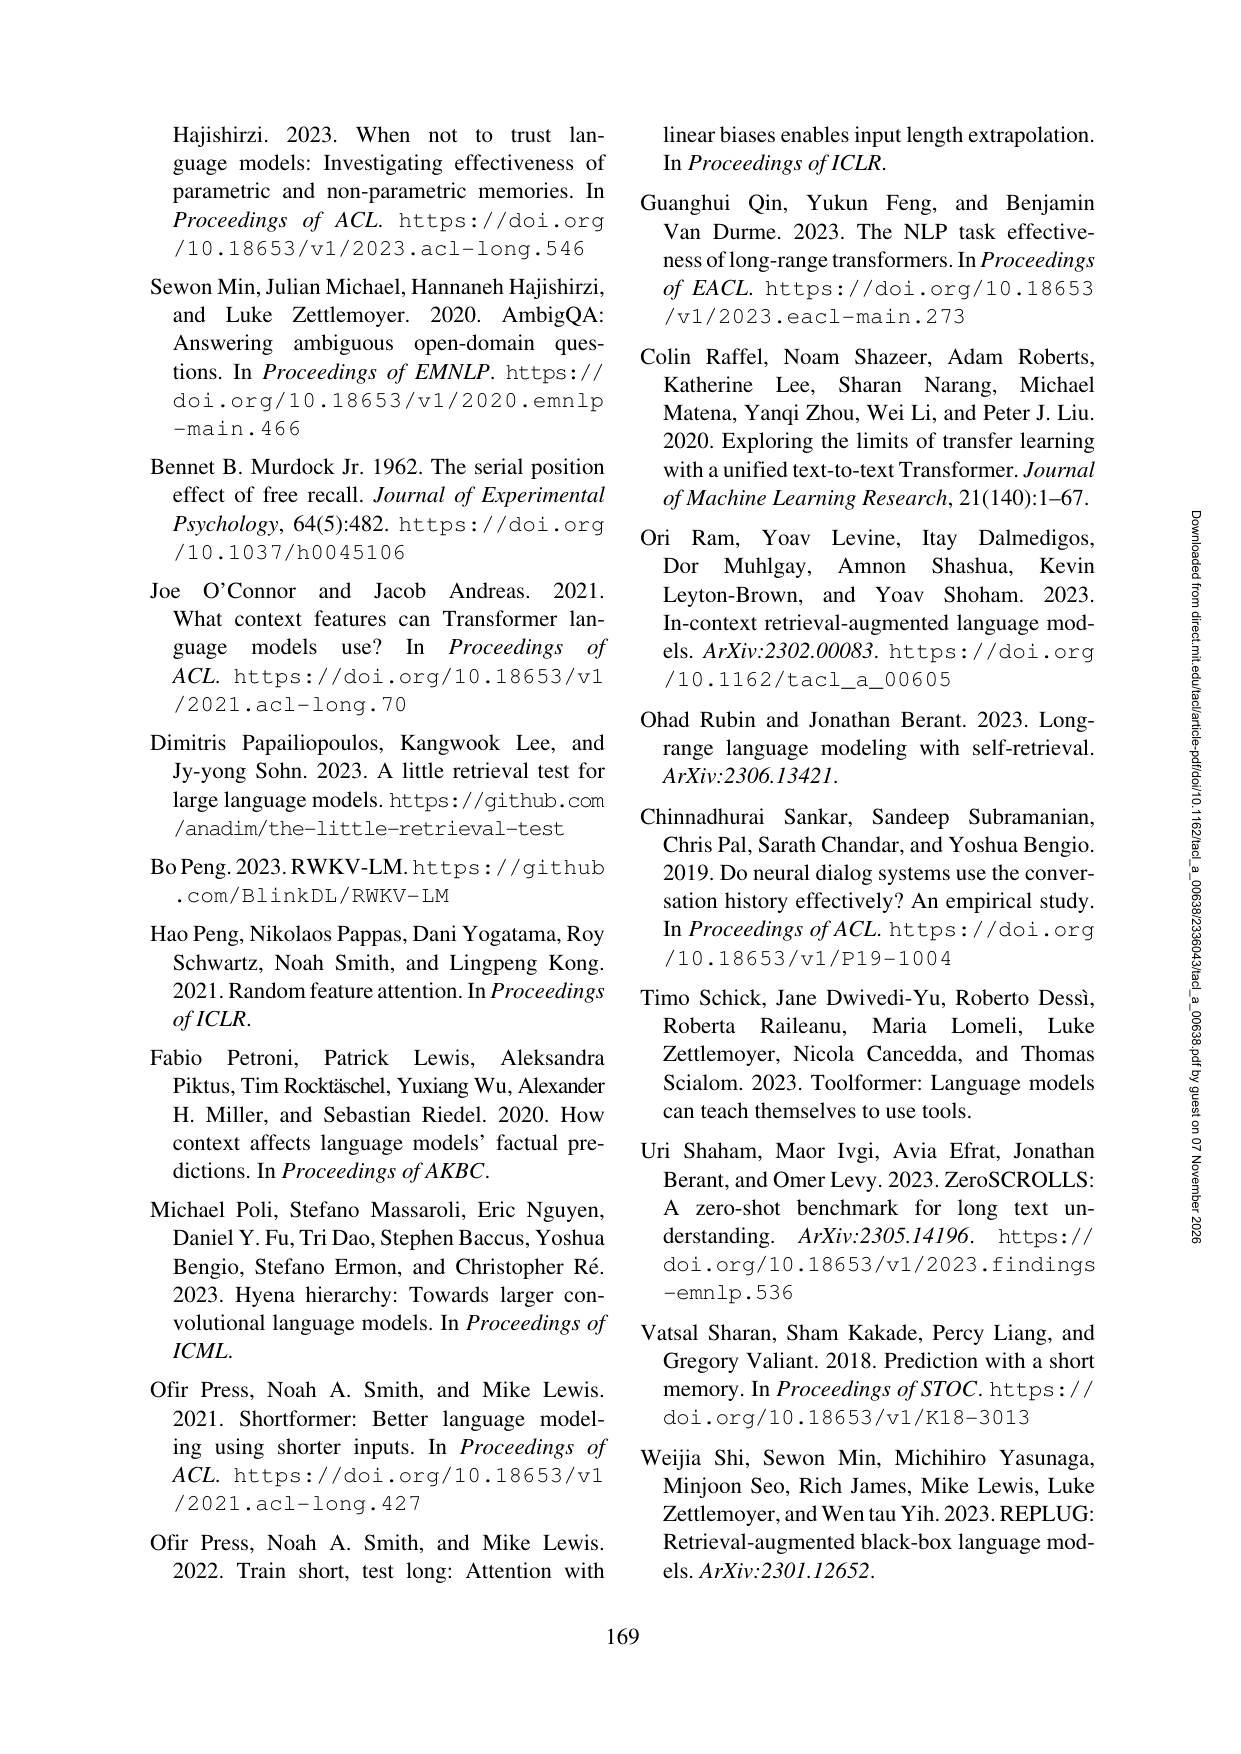 Hajishirzi. 2023. When not to trust lan-
guage models: Investigating effectiveness of
parametric and non-parametric memories. In
Proceedings of ACL. https://doi.org
/10.18653/v1/2023.acl-long.546
Sewon Min, Julian Michael, Hannaneh Hajishirzi,
and Luke Zettlemoyer. 2020. AmbigQA:
Answering ambiguous open-domain ques-
tions. In Proceedings of EMNLP. https://
doi.org/10.18653/v1/2020.emnlp
-main.466
Bennet B. Murdock Jr. 1962. The serial position
effect of free recall. Journal of Experimental
Psychology, 64(5):482. https://doi.org
/10.1037/h0045106
Joe O’Connor and Jacob Andreas. 2021.
What context features can Transformer lan-
guage models use? In Proceedings of
ACL. https://doi.org/10.18653/v1
/2021.acl-long.70
Dimitris Papailiopoulos, Kangwook Lee, and
Jy-yong Sohn. 2023. A little retrieval test for
large language models. https://github.com
/anadim/the-little-retrieval-test
Bo Peng. 2023. RWKV-LM. https://github
.com/BlinkDL/RWKV-LM
Hao Peng, Nikolaos Pappas, Dani Yogatama, Roy
Schwartz, Noah Smith, and Lingpeng Kong.
2021. Random feature attention. In Proceedings
of ICLR.
Fabio Petroni, Patrick Lewis, Aleksandra
Piktus, Tim Rocktäschel, Yuxiang Wu, Alexander
H. Miller, and Sebastian Riedel. 2020. How
context affects language models’ factual pre-
dictions. In Proceedings of AKBC.
Michael Poli, Stefano Massaroli, Eric Nguyen,
Daniel Y. Fu, Tri Dao, Stephen Baccus, Yoshua
Bengio, Stefano Ermon, and Christopher Ré.
2023. Hyena hierarchy: Towards larger con-
volutional language models. In Proceedings of
ICML.
Ofir Press, Noah A. Smith, and Mike Lewis.
2021. Shortformer: Better language model-
ing using shorter inputs. In Proceedings of
ACL. https://doi.org/10.18653/v1
/2021.acl-long.427
Ofir Press, Noah A. Smith, and Mike Lewis.
2022. Train short, test long: Attention with
linear biases enables input length extrapolation.
In Proceedings of ICLR.
Guanghui Qin, Yukun Feng, and Benjamin
Van Durme. 2023. The NLP task effective-
ness of long-range transformers. In Proceedings
of EACL. https://doi.org/10.18653
/v1/2023.eacl-main.273
Colin Raffel, Noam Shazeer, Adam Roberts,
Katherine Lee, Sharan Narang, Michael
Matena, Yanqi Zhou, Wei Li, and Peter J. Liu.
2020. Exploring the limits of transfer learning
with a unified text-to-text Transformer. Journal
of Machine Learning Research, 21(140):1–67.
Ori Ram, Yoav Levine, Itay Dalmedigos,
Dor Muhlgay, Amnon Shashua, Kevin
Leyton-Brown, and Yoav Shoham. 2023.
In-context retrieval-augmented language mod-
els. ArXiv:2302.00083. https://doi.org
/10.1162/tacl_a_00605
Ohad Rubin and Jonathan Berant. 2023. Long-
range language modeling with self-retrieval.
ArXiv:2306.13421.
Chinnadhurai Sankar, Sandeep Subramanian,
Chris Pal, Sarath Chandar, and Yoshua Bengio.
2019. Do neural dialog systems use the conver-
sation history effectively? An empirical study.
In Proceedings of ACL. https://doi.org
/10.18653/v1/P19-1004
Timo Schick, Jane Dwivedi-Yu, Roberto Dessì,
Roberta Raileanu, Maria Lomeli, Luke
Zettlemoyer, Nicola Cancedda, and Thomas
Scialom. 2023. Toolformer: Language models
can teach themselves to use tools.
Uri Shaham, Maor Ivgi, Avia Efrat, Jonathan
Berant, and Omer Levy. 2023. ZeroSCROLLS:
A zero-shot benchmark for long text un-
derstanding. ArXiv:2305.14196. https://
doi.org/10.18653/v1/2023.findings
-emnlp.536
Vatsal Sharan, Sham Kakade, Percy Liang, and
Gregory Valiant. 2018. Prediction with a short
memory. In Proceedings of STOC. https://
doi.org/10.18653/v1/K18-3013
Weijia Shi, Sewon Min, Michihiro Yasunaga,
Minjoon Seo, Rich James, Mike Lewis, Luke
Zettlemoyer, and Wen tau Yih. 2023. REPLUG:
Retrieval-augmented black-box language mod-
els. ArXiv:2301.12652.
169
Downloaded from direct.mit.edu/tacl/article-pdf/doi/10.1162/tacl_a_00638/2336043/tacl_a_00638.pdf by guest on 07 November 2026